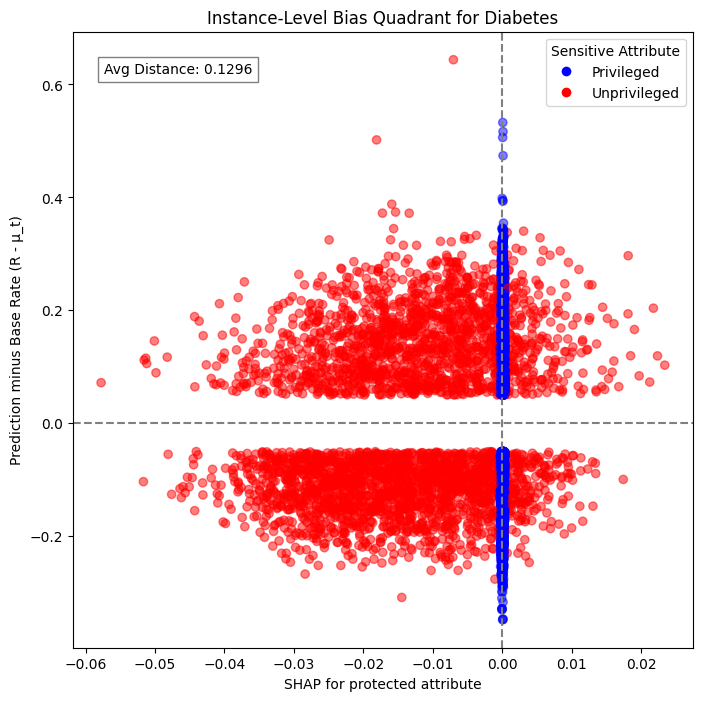 Instance-Level Bias Quadrant for Diabetes
Avg Distance: 0.1296
Sensitive Attribute
Privileged
Unprivileged
Prediction minus Base Rate (R - μ_t)
0.6
0.4
0.2
0.0
−0.2
−0.06 −0.05 −0.04 −0.03 −0.02 −0.01 0.00 0.01 0.02
SHAP for protected attribute